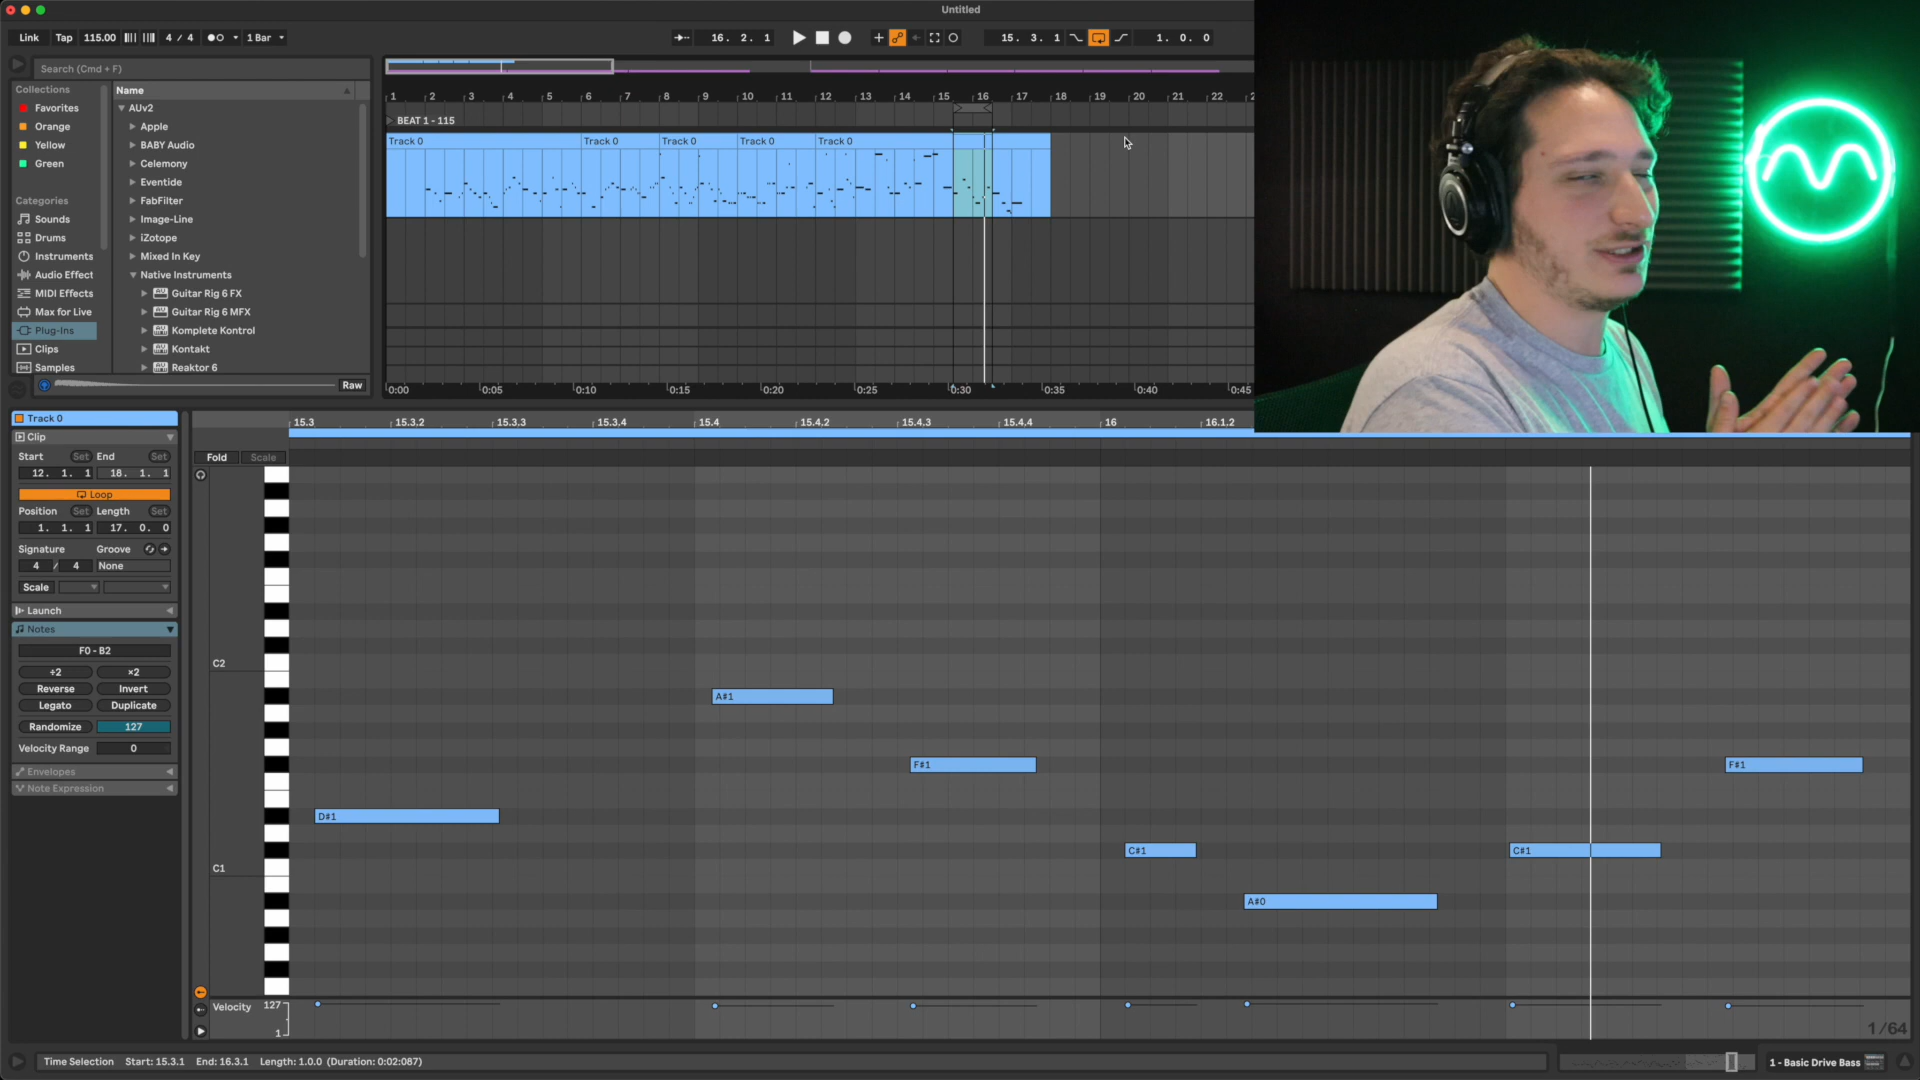 Untitled
Link Tap 115.00 4 / 4 1 Bar 16. 2. 1 15. 3. 1 1. 0. 0
Search (Cmd + F)
Collections
Favorites
Orange
Yellow
Green
Categories
Sounds
Drums
Instruments
Audio Effect
MIDI Effects
Max for Live
Plug-Ins
Clips
Samples
Name
AUv2
Apple
BABY Audio
Celemony
Eventide
FabFilter
Image-Line
iZotope
Mixed In Key
Native Instruments
Guitar Rig 6 FX
Guitar Rig 6 MFX
Komplete Kontrol
Kontakt
Reaktor 6
Raw
1 2 3 4 5 6 7 8 9 10 11 12 13 14 15 16 17 18 19 20 21 22
BEAT 1 - 115
Track 0 Track 0 Track 0 Track 0 Track 0
0:00 0:05 0:10 0:15 0:20 0:25 0:30 0:35 0:40 0:45
Track 0
Clip
Start Set End Set
12. 1. 1 18. 1. 1
Loop
Position Set Length Set
1. 1. 1 17. 0. 0
Signature Groove
4 / 4 None
Scale
Launch
Notes
F0 - B2
÷2 ×2
Reverse Invert
Legato Duplicate
Randomize 127
Velocity Range 0
Envelopes
Note Expression
15.3 15.3.2 15.3.3 15.3.4 15.4 15.4.2 15.4.3 15.4.4 16 16.1.2
Fold Scale
C2
A#1
F#1 F#1
D#1
C#1 C#1
C1
A#0
Velocity 127
1
1/64
Time Selection Start: 15.3.1 End: 16.3.1 Length: 1.0.0 (Duration: 0:02:087)
1 - Basic Drive Bass